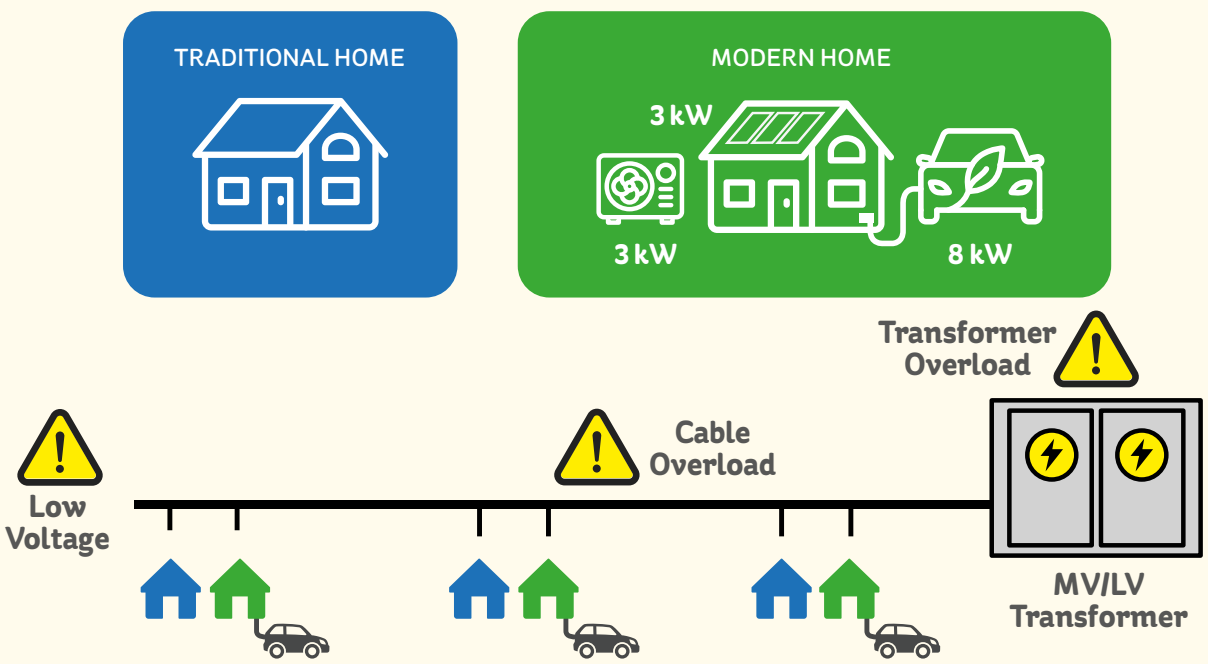 TRADITIONAL HOME
MODERN HOME
3 kW
3 kW
8 kW
Transformer
Overload
Cable
Overload
Low
Voltage
MV/LV
Transformer